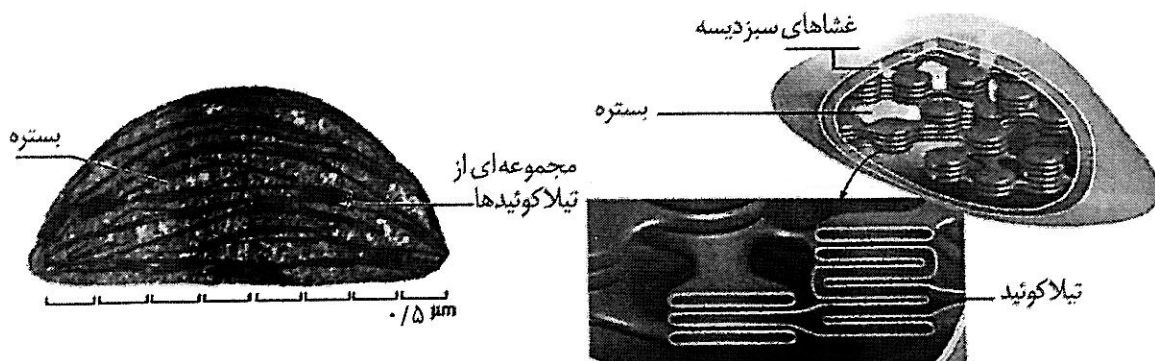 غشاهای سبزدیسه
بستره
بستره
مجموعه‌ای از
تیلاکوئیدها
تیلاکوئید
۰/۵ µm